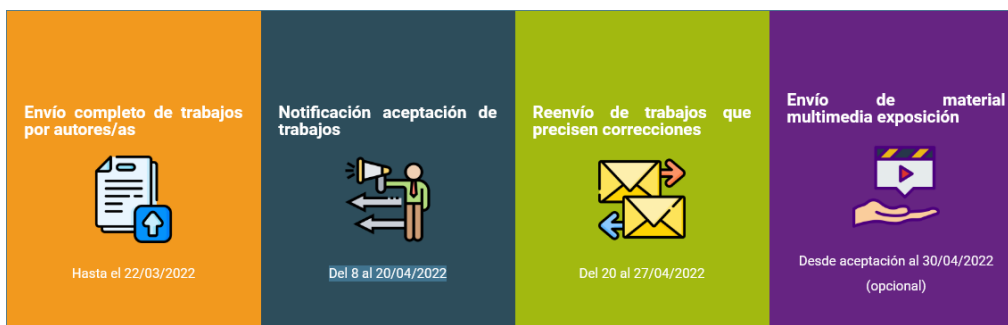 Envío completo de trabajos
por autores/as
Hasta el 22/03/2022
Notificación aceptación de
trabajos
Del 8 al 20/04/2022
Reenvío de trabajos que
precisen correcciones
Del 20 al 27/04/2022
Envío de material
multimedia exposición
Desde aceptación al 30/04/2022
(opcional)